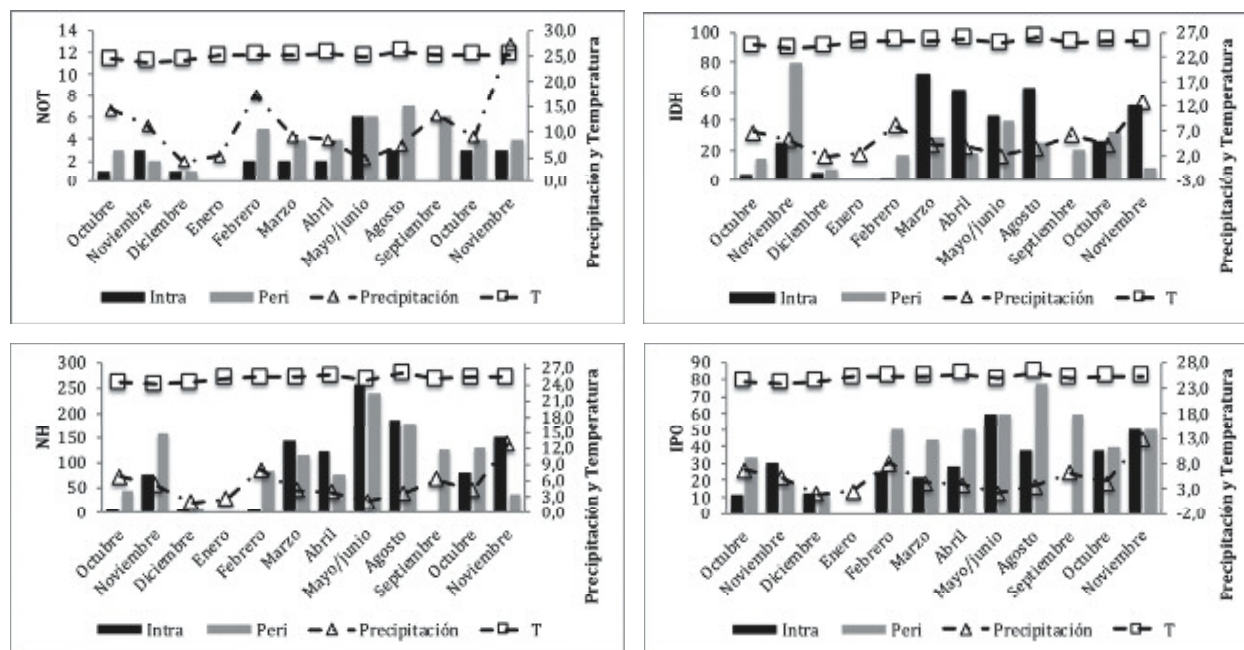 NOT
14
12
10
8
6
4
2
0
30,0
25,0
20,0
15,0
10,0
5,0
0,0
Precipitación y Temperatura
Octubre
Noviembre
Diciembre
Enero
Febrero
Marzo
Abril
Mayo/junio
Agosto
Septiembre
Octubre
Noviembre
Intra Peri Precipitación T
IDH
100
80
60
40
20
0
27,0
22,0
17,0
12,0
7,0
2,0
-3,0
Precipitación y Temperatura
Octubre
Noviembre
Diciembre
Enero
Febrero
Marzo
Abril
Mayo/junio
Agosto
Septiembre
Octubre
Noviembre
Intra Peri Precipitación T
NH
300
250
200
150
100
50
0
27,0
24,0
21,0
18,0
15,0
12,0
9,0
6,0
3,0
0,0
Precipitación y Temperatura
Octubre
Noviembre
Diciembre
Enero
Febrero
Marzo
Abril
Mayo/junio
Agosto
Septiembre
Octubre
Noviembre
Intra Peri Precipitación T
IPO
90
80
70
60
50
40
30
20
10
0
28,0
23,0
18,0
13,0
8,0
3,0
-2,0
Precipitación y Temperatura
Octubre
Noviembre
Diciembre
Enero
Febrero
Marzo
Abril
Mayo/junio
Agosto
Septiembre
Octubre
Noviembre
Intra Peri Precipitación T